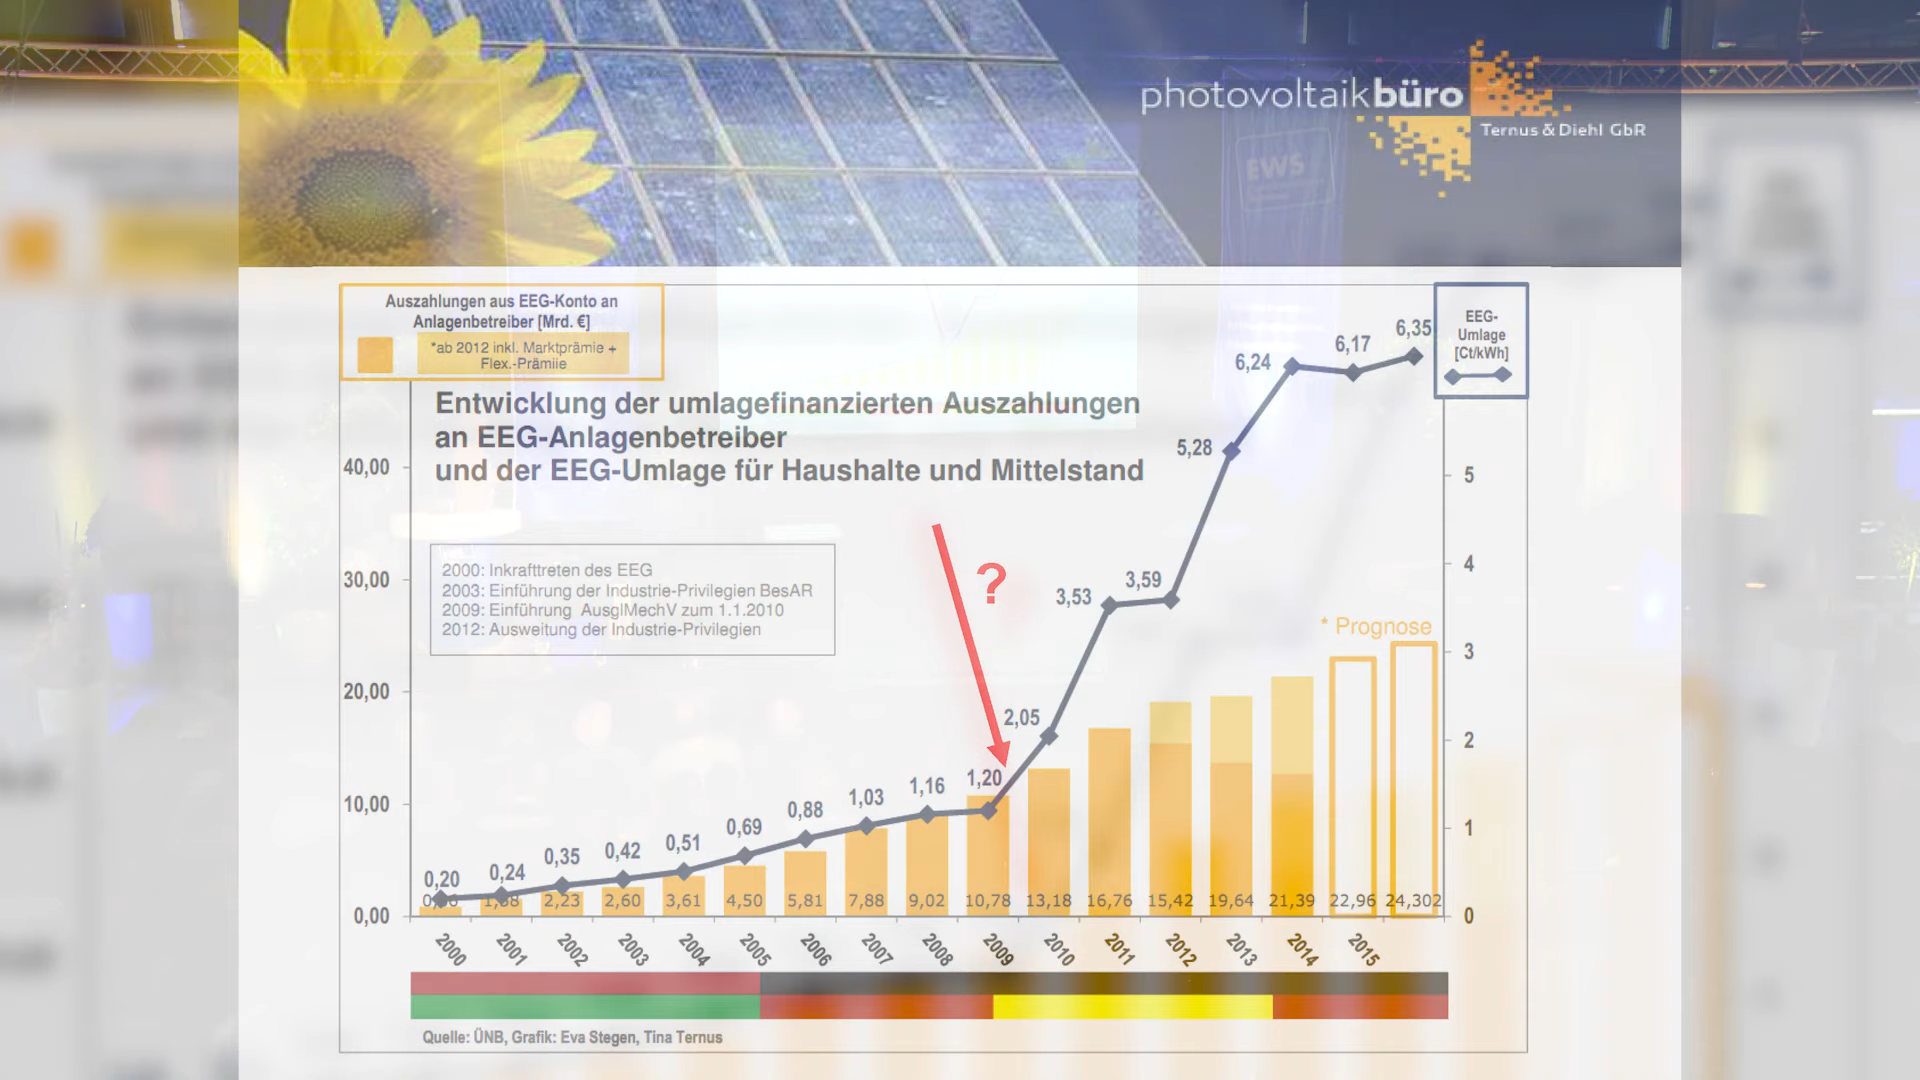 photovoltaikbüro
Ternus & Diehl GbR
EWS
Auszahlungen aus EEG-Konto an
Anlagenbetreiber [Mrd. €]
*ab 2012 inkl. Marktprämie +
Flex.-Prämiie
EEG-
Umlage
[Ct/kWh]
Entwicklung der umlagefinanzierten Auszahlungen
an EEG-Anlagenbetreiber
und der EEG-Umlage für Haushalte und Mittelstand
2000: Inkrafttreten des EEG
2003: Einführung der Industrie-Privilegien BesAR
2009: Einführung AusglMechV zum 1.1.2010
2012: Ausweitung der Industrie-Privilegien
?
* Prognose
40,00
30,00
20,00
10,00
0,00
5
4
3
2
1
0
0,20 0,24 0,35 0,42 0,51 0,69 0,88 1,03 1,16 1,20 2,05 3,53 3,59 5,28 6,24 6,17 6,35
2,23 2,60 3,61 4,50 5,81 7,88 9,02 10,78 13,18 16,76 15,42 19,64 21,39 22,96 24,302
2000 2001 2002 2003 2004 2005 2006 2007 2008 2009 2010 2011 2012 2013 2014 2015
Quelle: ÜNB, Grafik: Eva Stegen, Tina Ternus